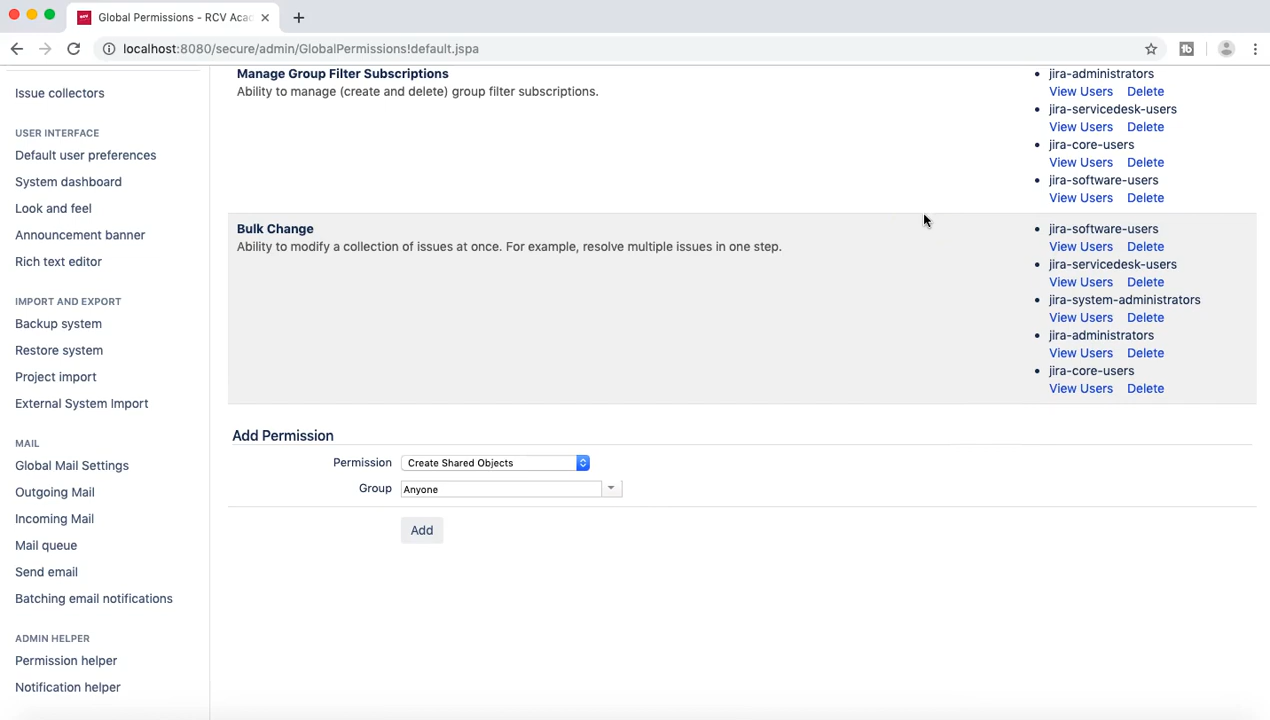 Global Permissions - RCV Aca
localhost:8080/secure/admin/GlobalPermissions!default.jspa
Issue collectors
USER INTERFACE
Default user preferences
System dashboard
Look and feel
Announcement banner
Rich text editor
IMPORT AND EXPORT
Backup system
Restore system
Project import
External System Import
MAIL
Global Mail Settings
Outgoing Mail
Incoming Mail
Mail queue
Send email
Batching email notifications
ADMIN HELPER
Permission helper
Notification helper
Manage Group Filter Subscriptions
Ability to manage (create and delete) group filter subscriptions.
jira-administrators
View Users Delete
jira-servicedesk-users
View Users Delete
jira-core-users
View Users Delete
jira-software-users
View Users Delete
Bulk Change
Ability to modify a collection of issues at once. For example, resolve multiple issues in one step.
jira-software-users
View Users Delete
jira-servicedesk-users
View Users Delete
jira-system-administrators
View Users Delete
jira-administrators
View Users Delete
jira-core-users
View Users Delete
Add Permission
Permission Create Shared Objects
Group Anyone
Add